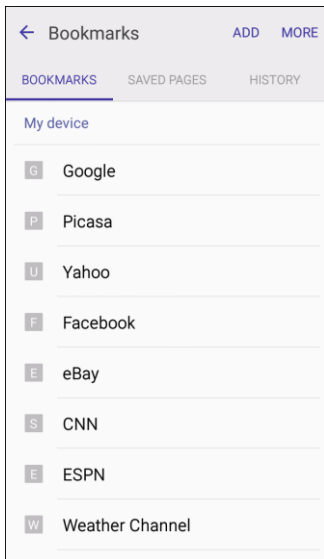 ← Bookmarks ADD MORE
BOOKMARKS SAVED PAGES HISTORY
My device
G Google
P Picasa
U Yahoo
F Facebook
E eBay
S CNN
E ESPN
W Weather Channel